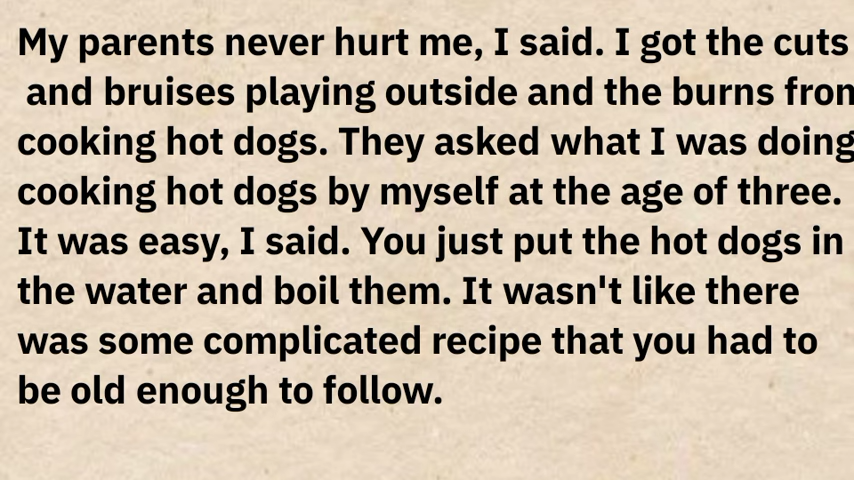 My parents never hurt me, I said. I got the cuts
and bruises playing outside and the burns from
cooking hot dogs. They asked what I was doing
cooking hot dogs by myself at the age of three.
It was easy, I said. You just put the hot dogs in
the water and boil them. It wasn't like there
was some complicated recipe that you had to
be old enough to follow.